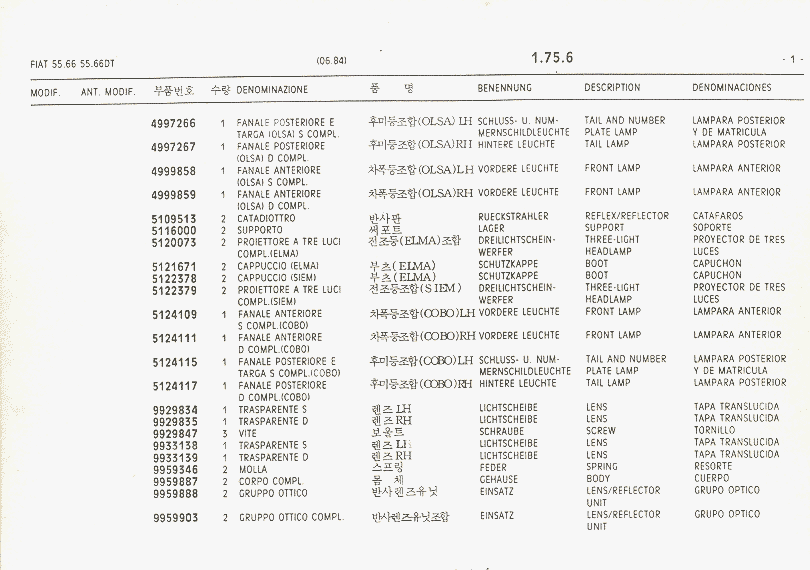 FIAT 55.66 55.66DT (06.84) 1.75.6 - 1 -
MODIF. ANT. MODIF. 부품번호 수량 DENOMINAZIONE 품 명 BENENNUNG DESCRIPTION DENOMINACIONES
4997266 1 FANALE POSTERIORE E 후미등조합(OLSA) LH SCHLUSS- U. NUM- TAIL AND NUMBER LAMPARA POSTERIOR
TARGA (OLSA) S COMPL. MERNSCHILDLEUCHTE PLATE LAMP Y DE MATRICULA
4997267 1 FANALE POSTERIORE 후미등조합(OLSA)RH HINTERE LEUCHTE TAIL LAMP LAMPARA POSTERIOR
(OLSA) D COMPL.
4999858 1 FANALE ANTERIORE 차폭등조합(OLSA)LH VORDERE LEUCHTE FRONT LAMP LAMPARA ANTERIOR
(OLSA) S COMPL.
4999859 1 FANALE ANTERIORE 차폭등조합(OLSA)RH VORDERE LEUCHTE FRONT LAMP LAMPARA ANTERIOR
(OLSA) D COMPL.
5109513 2 CATADIOTTRO 반사판 RUECKSTRAHLER REFLEX/REFLECTOR CATAFAROS
5116000 2 SUPPORTO 써포트 LAGER SUPPORT SOPORTE
5120073 2 PROIETTORE A TRE LUCI 전조등(ELMA)조합 DREILICHTSCHEIN- THREE-LIGHT PROYECTOR DE TRES
COMPL.(ELMA) WERFER HEADLAMP LUCES
5121671 2 CAPPUCCIO (ELMA) 부츠(ELMA) SCHUTZKAPPE BOOT CAPUCHON
5122378 2 CAPPUCCIO (SIEM) 부츠(ELMA) SCHUTZKAPPE BOOT CAPUCHON
5122379 2 PROIETTORE A TRE LUCI 전조등조합(SIEM) DREILICHTSCHEIN- THREE-LIGHT PROYECTOR DE TRES
COMPL.(SIEM) WERFER HEADLAMP LUCES
5124109 1 FANALE ANTERIORE 차폭등조합(COBO)LH VORDERE LEUCHTE FRONT LAMP LAMPARA ANTERIOR
S COMPL.(COBO)
5124111 1 FANALE ANTERIORE 차폭등조합(COBO)RH VORDERE LEUCHTE FRONT LAMP LAMPARA ANTERIOR
D COMPL.(COBO)
5124115 1 FANALE POSTERIORE E 후미등조합(COBO)LH SCHLUSS- U. NUM- TAIL AND NUMBER LAMPARA POSTERIOR
TARGA S COMPL.(COBO) MERNSCHILDLEUCHTE PLATE LAMP Y DE MATRICULA
5124117 1 FANALE POSTERIORE 후미등조합(COBO)RH HINTERE LEUCHTE TAIL LAMP LAMPARA POSTERIOR
D COMPL.(COBO)
9929834 1 TRASPARENTE S 렌즈 LH LICHTSCHEIBE LENS TAPA TRANSLUCIDA
9929835 1 TRASPARENTE D 렌즈 RH LICHTSCHEIBE LENS TAPA TRANSLUCIDA
9929847 3 VITE 보울트 SCHRAUBE SCREW TORNILLO
9933138 1 TRASPARENTE S 렌즈 LH LICHTSCHEIBE LENS TAPA TRANSLUCIDA
9933139 1 TRASPARENTE D 렌즈 RH LICHTSCHEIBE LENS TAPA TRANSLUCIDA
9959346 2 MOLLA 스프링 FEDER SPRING RESORTE
9959887 2 CORPO COMPL. 몸 체 GEHAUSE BODY CUERPO
9959888 2 GRUPPO OTTICO 반사렌즈유닛 EINSATZ LENS/REFLECTOR GRUPO OPTICO
UNIT
9959903 2 GRUPPO OTTICO COMPL. 반사렌즈유닛조합 EINSATZ LENS/REFLECTOR GRUPO OPTICO
UNIT